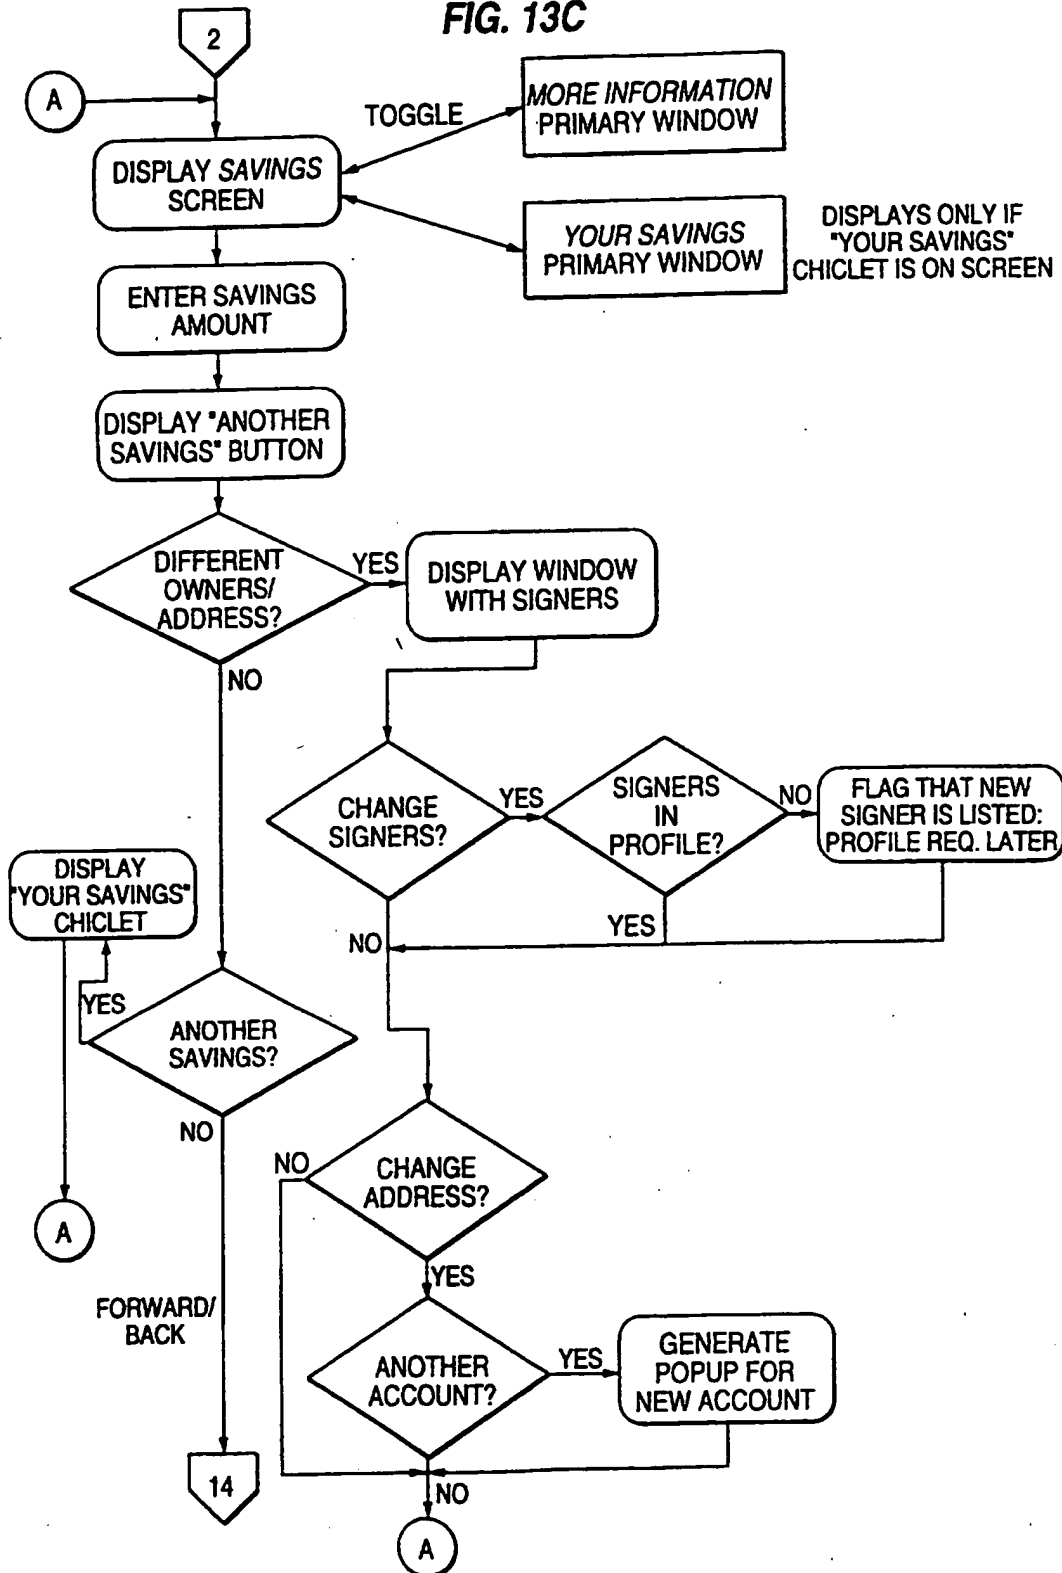 FIG. 13C
2
A
TOGGLE
MORE INFORMATION
PRIMARY WINDOW
DISPLAY SAVINGS
SCREEN
YOUR SAVINGS
PRIMARY WINDOW
DISPLAYS ONLY IF
"YOUR SAVINGS"
CHICLET IS ON SCREEN
ENTER SAVINGS
AMOUNT
DISPLAY "ANOTHER
SAVINGS" BUTTON
DIFFERENT
OWNERS/
ADDRESS?
YES
DISPLAY WINDOW
WITH SIGNERS
NO
CHANGE
SIGNERS?
YES
SIGNERS
IN
PROFILE?
NO
FLAG THAT NEW
SIGNER IS LISTED:
PROFILE REQ. LATER
YES
NO
DISPLAY
"YOUR SAVINGS"
CHICLET
YES
ANOTHER
SAVINGS?
NO
A
NO
CHANGE
ADDRESS?
YES
FORWARD/
BACK
ANOTHER
ACCOUNT?
YES
GENERATE
POPUP FOR
NEW ACCOUNT
14
NO
A